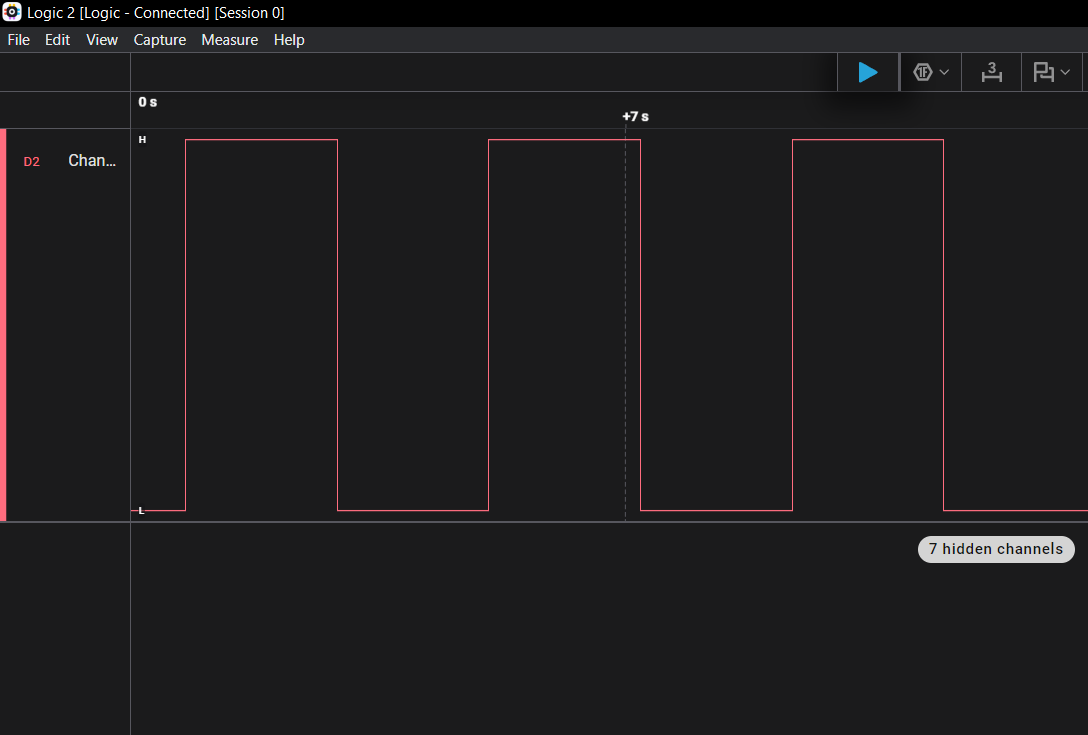 Logic 2 [Logic - Connected] [Session 0]
File Edit View Capture Measure Help
1F 3
0 s
+7 s
H
D2 Chan...
L
7 hidden channels